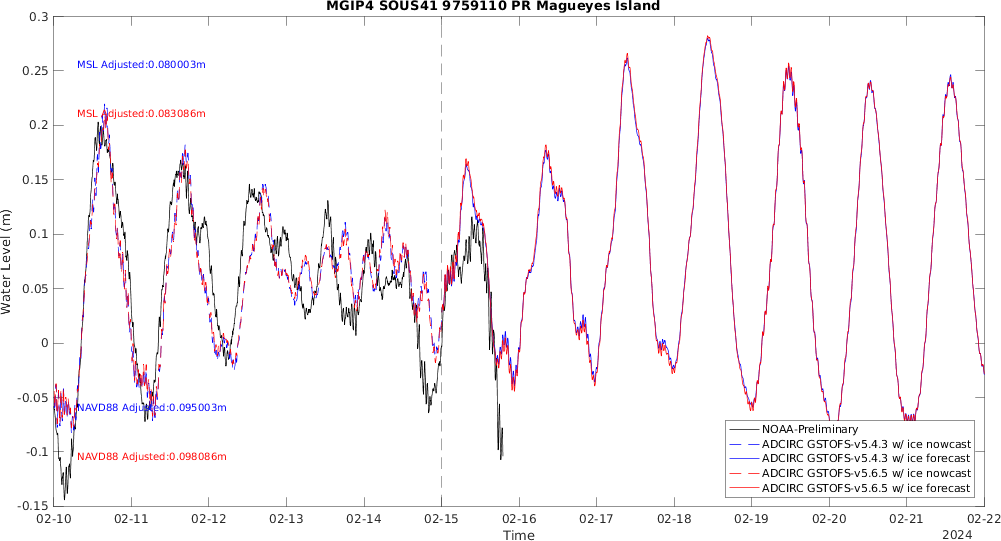 MGIP4 SOUS41 9759110 PR Magueyes Island
0.3
0.25
0.2
0.15
0.1
0.05
0
-0.05
-0.1
-0.15
Water Level (m)
MSL Adjusted:0.080003m
MSL Adjusted:0.083086m
NAVD88 Adjusted:0.095003m
NAVD88 Adjusted:0.098086m
NOAA-Preliminary
ADCIRC GSTOFS-v5.4.3 w/ ice nowcast
ADCIRC GSTOFS-v5.4.3 w/ ice forecast
ADCIRC GSTOFS-v5.6.5 w/ ice nowcast
ADCIRC GSTOFS-v5.6.5 w/ ice forecast
02-10 02-11 02-12 02-13 02-14 02-15 02-16 02-17 02-18 02-19 02-20 02-21 02-22
Time
2024